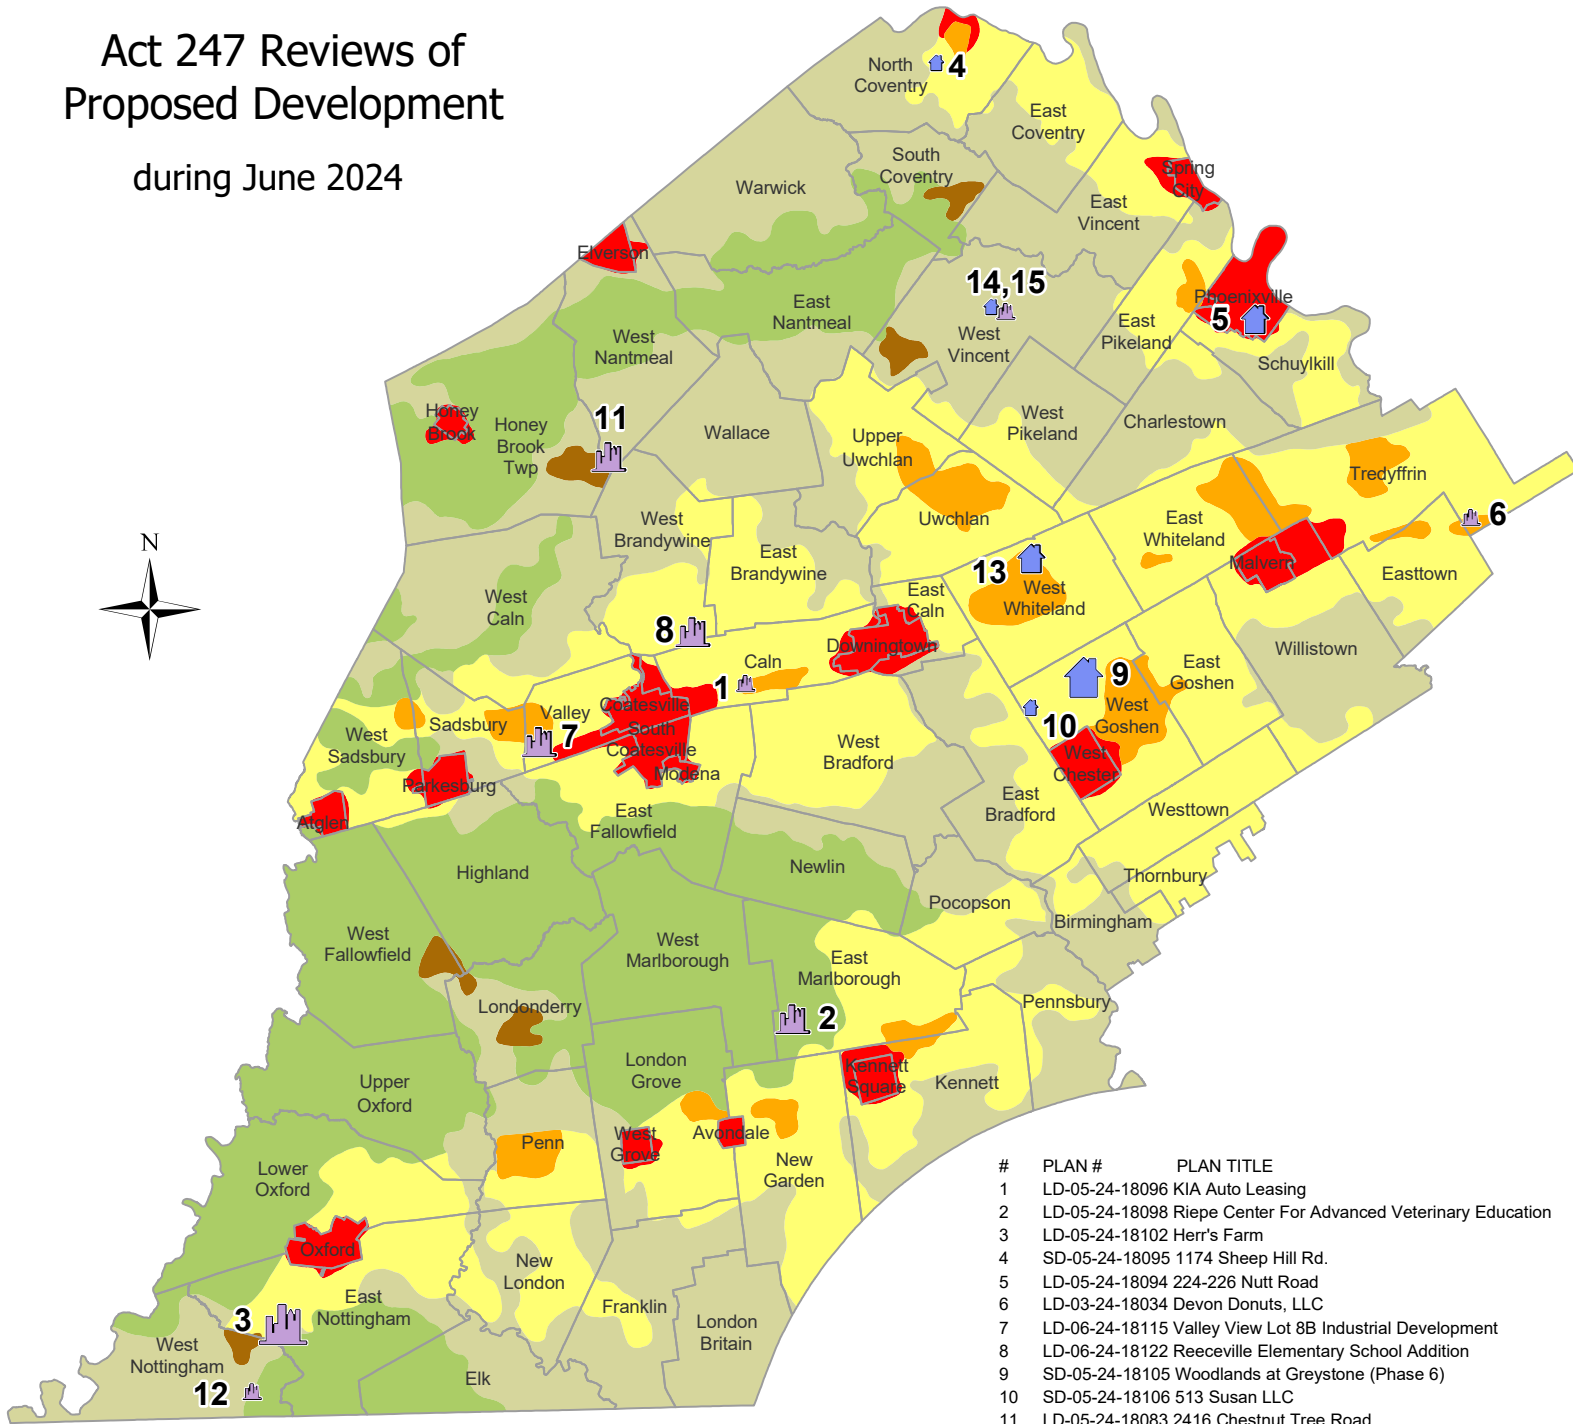 Act 247 Reviews of
Proposed Development
during June 2024
North
Coventry
4
East
Coventry
South
Coventry
Warwick
Spring
City
East
Vincent
Elverson
14,15
East
Nantmeal
Phoenixville
5
West
Nantmeal
West
Vincent
East
Pikeland
Schuylkill
Honey
Brook
Honey
Brook
Twp
11
Wallace
Upper
Uwchlan
West
Pikeland
Charlestown
Tredyffrin
N
West
Brandywine
Uwchlan
East
Whiteland
6
East
Brandywine
13
West
Whiteland
Malvern
Easttown
West
Caln
East
Caln
8
Downingtown
Willistown
Caln
1
9
East
Goshen
Coatesville
Valley
7
Sadsbury
South
Coatesville
10
West
Goshen
West
Sadsbury
West
Bradford
West
Chester
Modena
Parkesburg
Atglen
East
Fallowfield
East
Bradford
Westtown
Highland
Newlin
Thornbury
Pocopson
Birmingham
West
Fallowfield
West
Marlborough
East
Marlborough
Londonderry
2
Pennsbury
London
Grove
Kennett
Square
Kennett
Upper
Oxford
Penn
West
Grove
Avondale
New
Garden
Lower
Oxford
Oxford
New
London
East
Nottingham
Franklin
London
Britain
3
West
Nottingham
12
Elk
# PLAN # PLAN TITLE
1 LD-05-24-18096 KIA Auto Leasing
2 LD-05-24-18098 Riepe Center For Advanced Veterinary Education
3 LD-05-24-18102 Herr's Farm
4 SD-05-24-18095 1174 Sheep Hill Rd.
5 LD-05-24-18094 224-226 Nutt Road
6 LD-03-24-18034 Devon Donuts, LLC
7 LD-06-24-18115 Valley View Lot 8B Industrial Development
8 LD-06-24-18122 Reeceville Elementary School Addition
9 SD-05-24-18105 Woodlands at Greystone (Phase 6)
10 SD-05-24-18106 513 Susan LLC
11 LD-05-24-18083 2416 Chestnut Tree Road